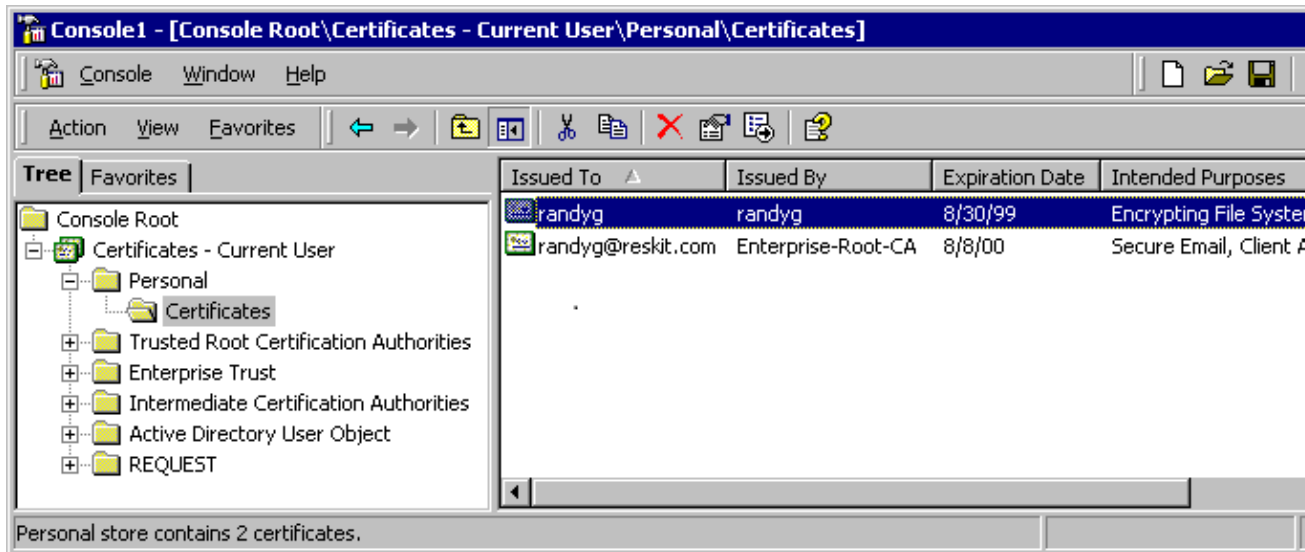 Console1 - [Console Root\Certificates - Current User\Personal\Certificates]
Console Window Help
Action View Favorites
Tree Favorites
Issued To Issued By Expiration Date Intended Purposes
Console Root
randyg randyg 8/30/99 Encrypting File System
Certificates - Current User
randyg@reskit.com Enterprise-Root-CA 8/8/00 Secure Email, Client A
Personal
Certificates
Trusted Root Certification Authorities
Enterprise Trust
Intermediate Certification Authorities
Active Directory User Object
REQUEST
Personal store contains 2 certificates.